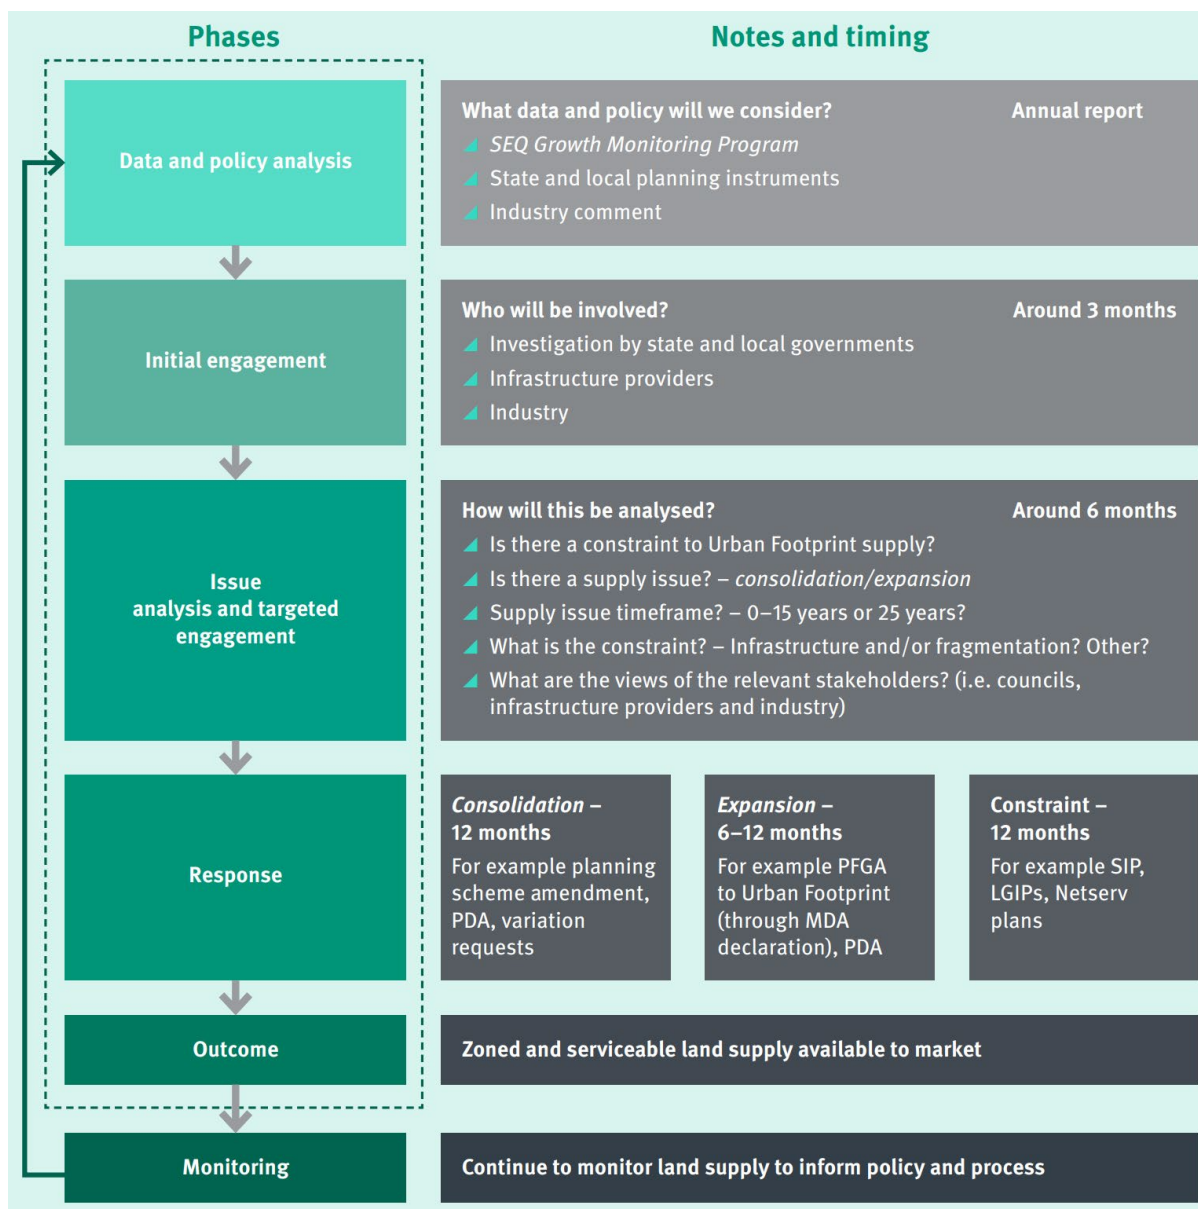 Phases
Notes and timing
Data and policy analysis
What data and policy will we consider?
Annual report
SEQ Growth Monitoring Program
State and local planning instruments
Industry comment
Initial engagement
Who will be involved?
Around 3 months
Investigation by state and local governments
Infrastructure providers
Industry
Issue
analysis and targeted
engagement
How will this be analysed?
Around 6 months
Is there a constraint to Urban Footprint supply?
Is there a supply issue? – consolidation/expansion
Supply issue timeframe? – 0–15 years or 25 years?
What is the constraint? – Infrastructure and/or fragmentation? Other?
What are the views of the relevant stakeholders? (i.e. councils,
infrastructure providers and industry)
Response
Consolidation –
12 months
For example planning
scheme amendment,
PDA, variation
requests
Expansion –
6–12 months
For example PFGA
to Urban Footprint
(through MDA
declaration), PDA
Constraint –
12 months
For example SIP,
LGIPs, Netserv
plans
Outcome
Zoned and serviceable land supply available to market
Monitoring
Continue to monitor land supply to inform policy and process